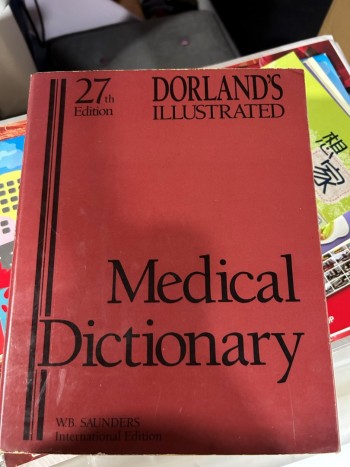 27th
Edition
DORLAND'S
ILLUSTRATED
Medical
Dictionary
W.B. SAUNDERS
International Edition
想家